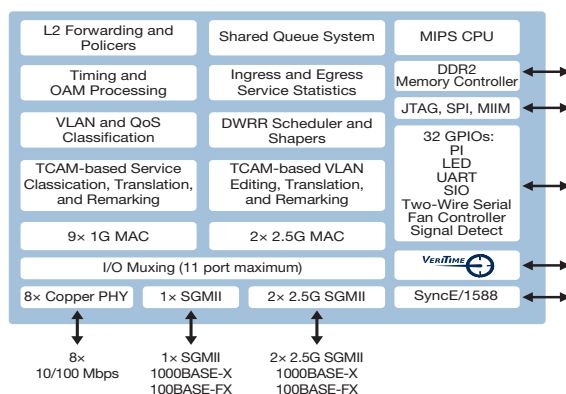 L2 Forwarding and
Policers
Shared Queue System
MIPS CPU
Timing and
OAM Processing
Ingress and Egress
Service Statistics
DDR2
Memory Controller
JTAG, SPI, MIIM
VLAN and QoS
Classification
DWRR Scheduler and
Shapers
32 GPIOs:
PI
LED
UART
SIO
Two-Wire Serial
Fan Controller
Signal Detect
TCAM-based Service
Classication, Translation,
and Remarking
TCAM-based VLAN
Editing, Translation,
and Remarking
9× 1G MAC
2× 2.5G MAC
I/O Muxing (11 port maximum)
VERITIME
8× Copper PHY
1× SGMII
2× 2.5G SGMII
SyncE/1588
8×
10/100 Mbps
1× SGMII
1000BASE-X
100BASE-FX
2× 2.5G SGMII
1000BASE-X
100BASE-FX